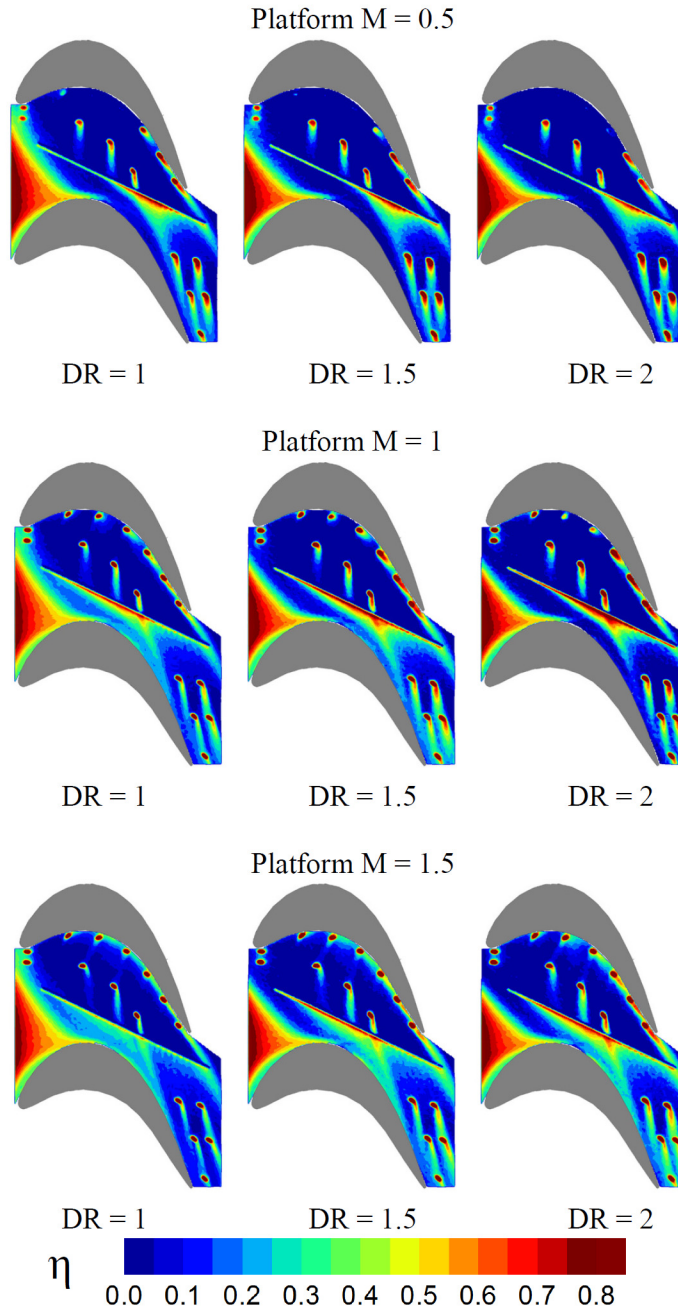 Platform M = 0.5
DR = 1 DR = 1.5 DR = 2
Platform M = 1
DR = 1 DR = 1.5 DR = 2
Platform M = 1.5
DR = 1 DR = 1.5 DR = 2
η
0.0 0.1 0.2 0.3 0.4 0.5 0.6 0.7 0.8